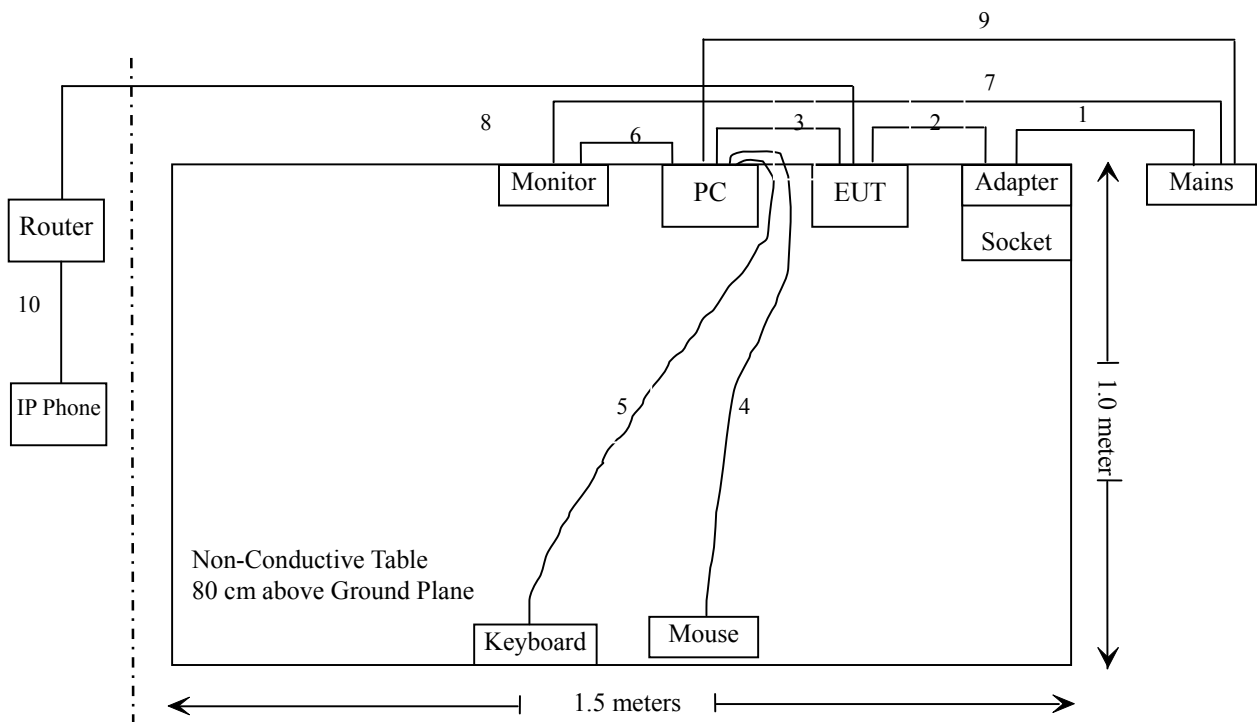 9
7
8
6
3
2
1
Monitor
PC
EUT
Adapter
Mains
Router
Socket
10
IP Phone
5
4
1.0 meter
Non-Conductive Table
80 cm above Ground Plane
Keyboard
Mouse
1.5 meters